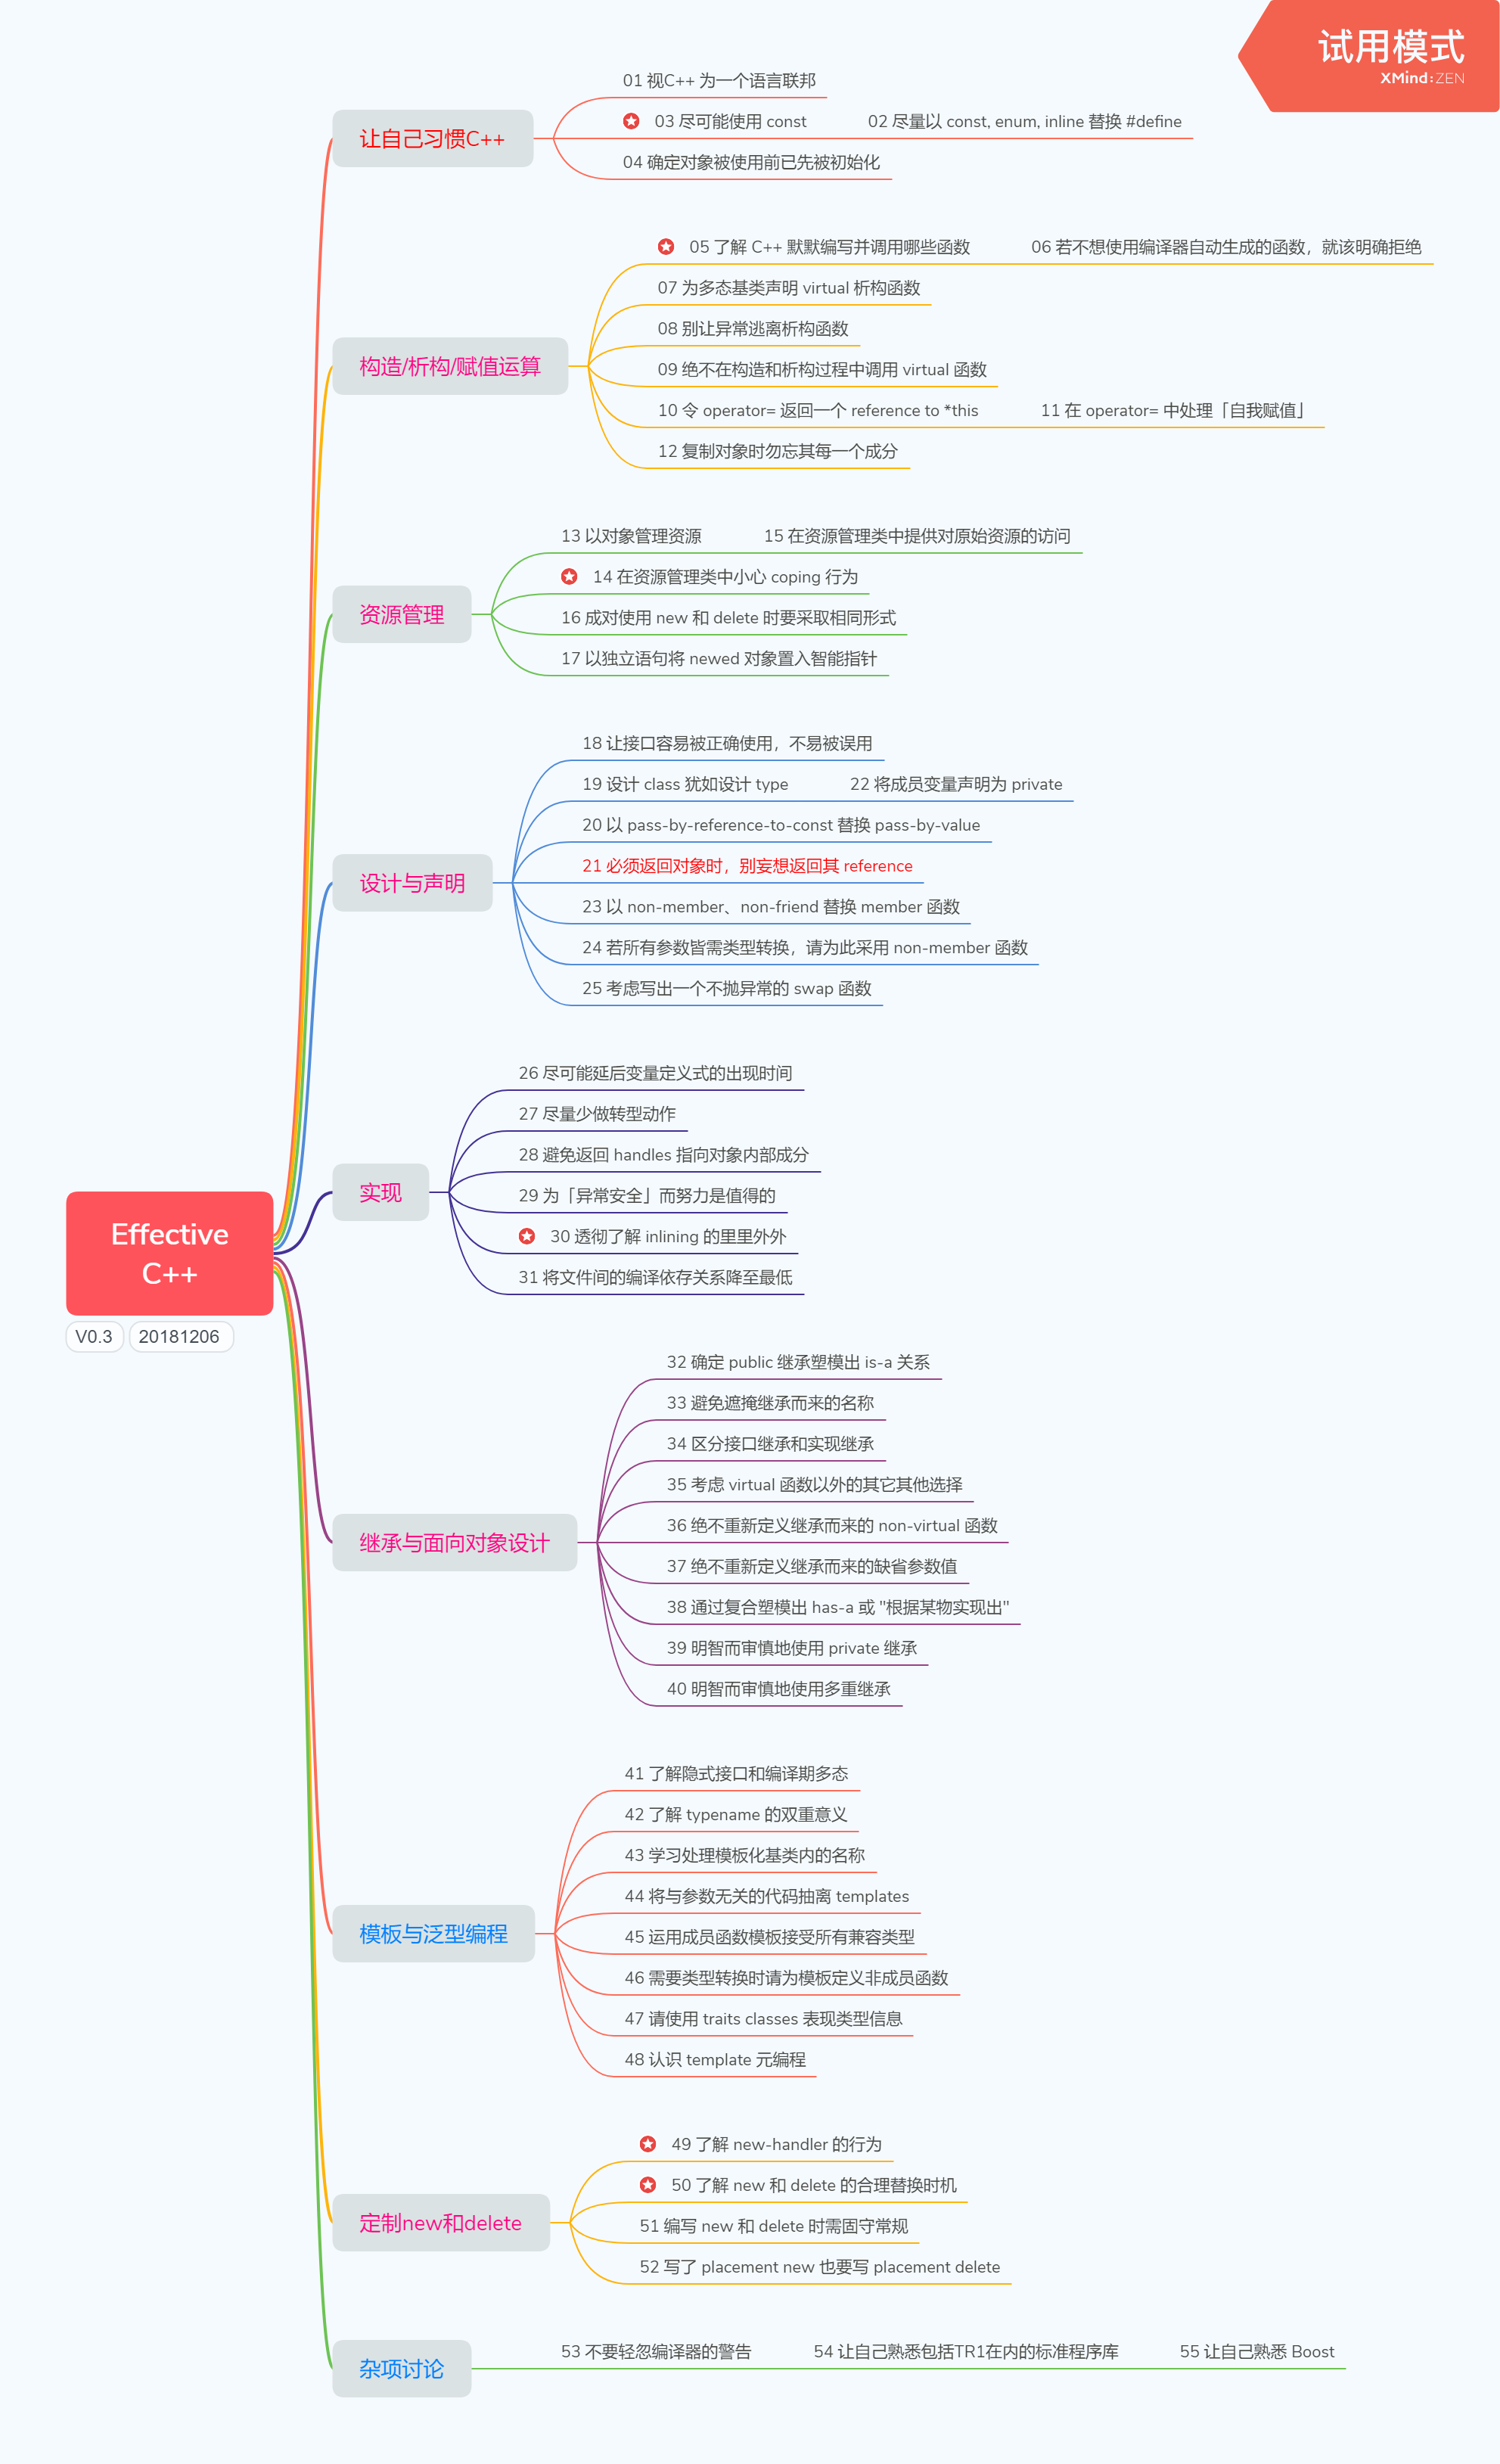 试用模式
XMind:ZEN
Effective
C++
V0.3 20181206
让自己习惯C++
01 视C++ 为一个语言联邦
03 尽可能使用 const 02 尽量以 const, enum, inline 替换 #define
04 确定对象被使用前已先被初始化
构造/析构/赋值运算
05 了解 C++ 默默编写并调用哪些函数 06 若不想使用编译器自动生成的函数，就该明确拒绝
07 为多态基类声明 virtual 析构函数
08 别让异常逃离析构函数
09 绝不在构造和析构过程中调用 virtual 函数
10 令 operator= 返回一个 reference to *this 11 在 operator= 中处理「自我赋值」
12 复制对象时勿忘其每一个成分
资源管理
13 以对象管理资源 15 在资源管理类中提供对原始资源的访问
14 在资源管理类中小心 coping 行为
16 成对使用 new 和 delete 时要采取相同形式
17 以独立语句将 newed 对象置入智能指针
设计与声明
18 让接口容易被正确使用，不易被误用
19 设计 class 犹如设计 type 22 将成员变量声明为 private
20 以 pass-by-reference-to-const 替换 pass-by-value
21 必须返回对象时，别妄想返回其 reference
23 以 non-member、non-friend 替换 member 函数
24 若所有参数皆需类型转换，请为此采用 non-member 函数
25 考虑写出一个不抛异常的 swap 函数
实现
26 尽可能延后变量定义式的出现时间
27 尽量少做转型动作
28 避免返回 handles 指向对象内部成分
29 为「异常安全」而努力是值得的
30 透彻了解 inlining 的里里外外
31 将文件间的编译依存关系降至最低
继承与面向对象设计
32 确定 public 继承塑模出 is-a 关系
33 避免遮掩继承而来的名称
34 区分接口继承和实现继承
35 考虑 virtual 函数以外的其它其他选择
36 绝不重新定义继承而来的 non-virtual 函数
37 绝不重新定义继承而来的缺省参数值
38 通过复合塑模出 has-a 或 "根据某物实现出"
39 明智而审慎地使用 private 继承
40 明智而审慎地使用多重继承
模板与泛型编程
41 了解隐式接口和编译期多态
42 了解 typename 的双重意义
43 学习处理模板化基类内的名称
44 将与参数无关的代码抽离 templates
45 运用成员函数模板接受所有兼容类型
46 需要类型转换时请为模板定义非成员函数
47 请使用 traits classes 表现类型信息
48 认识 template 元编程
定制new和delete
49 了解 new-handler 的行为
50 了解 new 和 delete 的合理替换时机
51 编写 new 和 delete 时需固守常规
52 写了 placement new 也要写 placement delete
杂项讨论
53 不要轻忽编译器的警告 54 让自己熟悉包括TR1在内的标准程序库 55 让自己熟悉 Boost